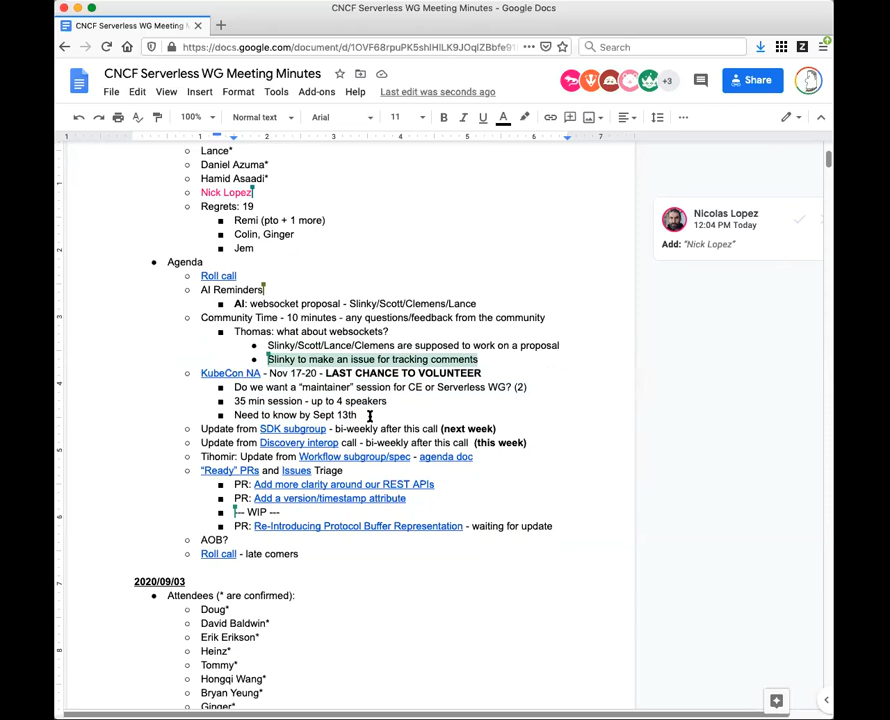 CNCF Serverless WG Meeting Minutes - Google Docs
CNCF Serverless WG Meeting Minutes
https://docs.google.com/document/d/1OVF68rpuPK5shIHILK9JOqlZBbfe91
Search
CNCF Serverless WG Meeting Minutes
File Edit View Insert Format Tools Add-ons Help Last edit was seconds ago
+3
Share
100% Normal text Arial 11 B I U A
1 1 2 3 4 5 6 7
Lance*
Daniel Azuma*
Hamid Asaadi*
Nick Lopez
Regrets: 19
Remi (pto + 1 more)
Colin, Ginger
Jem
Agenda
Roll call
AI Reminders
AI: websocket proposal - Slinky/Scott/Clemens/Lance
Community Time - 10 minutes - any questions/feedback from the community
Thomas: what about websockets?
Slinky/Scott/Lance/Clemens are supposed to work on a proposal
Slinky to make an issue for tracking comments
KubeCon NA - Nov 17-20 - LAST CHANCE TO VOLUNTEER
Do we want a “maintainer” session for CE or Serverless WG? (2)
35 min session - up to 4 speakers
Need to know by Sept 13th
Update from SDK subgroup - bi-weekly after this call (next week)
Update from Discovery interop call - bi-weekly after this call (this week)
Tihomir: Update from Workflow subgroup/spec - agenda doc
“Ready” PRs and Issues Triage
PR: Add more clarity around our REST APIs
PR: Add a version/timestamp attribute
--- WIP ---
PR: Re-Introducing Protocol Buffer Representation - waiting for update
AOB?
Roll call - late comers
2020/09/03
Attendees (* are confirmed):
Doug*
David Baldwin*
Erik Erikson*
Heinz*
Tommy*
Hongqi Wang*
Bryan Yeung*
Ginger*
Nicolas Lopez
12:04 PM Today
Add: “Nick Lopez”